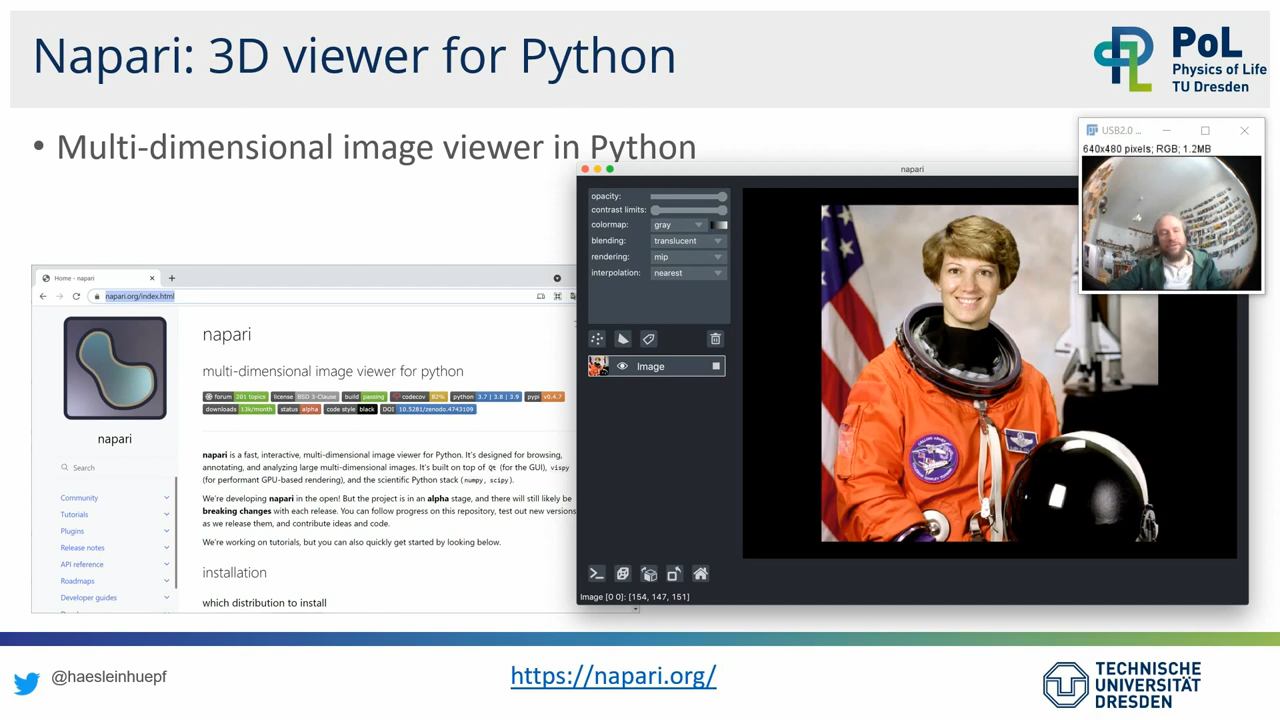 Napari: 3D viewer for Python
PoL
Physics of Life
TU Dresden
• Multi-dimensional image viewer in Python
USB2.0 ...
640x480 pixels; RGB; 1.2MB
napari
opacity:
contrast limits:
colormap: gray
blending: translucent
rendering: mip
interpolation: nearest
Image
Image [0 0]: [154, 147, 151]
Home - napari
napari.org/index.html
napari
Search
Community
Tutorials
Plugins
Release notes
API reference
Roadmaps
Developer guides
napari
multi-dimensional image viewer for python
forum 201 topics license BSD 3-Clause build passing codecov 82% python 3.7 | 3.8 | 3.9 pypi v0.4.7
downloads 13k/month status alpha code style black DOI 10.5281/zenodo.4743109
napari is a fast, interactive, multi-dimensional image viewer for Python. It's designed for browsing,
annotating, and analyzing large multi-dimensional images. It's built on top of Qt (for the GUI), vispy
(for performant GPU-based rendering), and the scientific Python stack (numpy, scipy).
We're developing napari in the open! But the project is in an alpha stage, and there will still likely be
breaking changes with each release. You can follow progress on this repository, test out new versions
as we release them, and contribute ideas and code.
We're working on tutorials, but you can also quickly get started by looking below.
installation
which distribution to install
@haesleinhuepf
https://napari.org/
TECHNISCHE
UNIVERSITÄT
DRESDEN